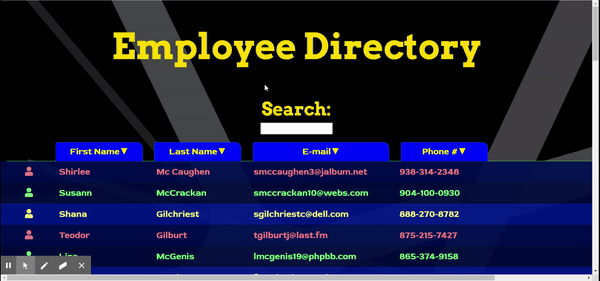 Employee Directory
Search:
First Name▼ Last Name▼ E-mail▼ Phone #▼
Shirlee Mc Caughen smccaughen3@jalbum.net 938-314-2348
Susann McCrackan smccrackan10@webs.com 904-100-0930
Shana Gilchriest sgilchriestc@dell.com 888-270-8782
Teodor Gilburt tgilburtj@last.fm 875-215-7427
McGenis lmcgenis19@phpbb.com 865-374-9158